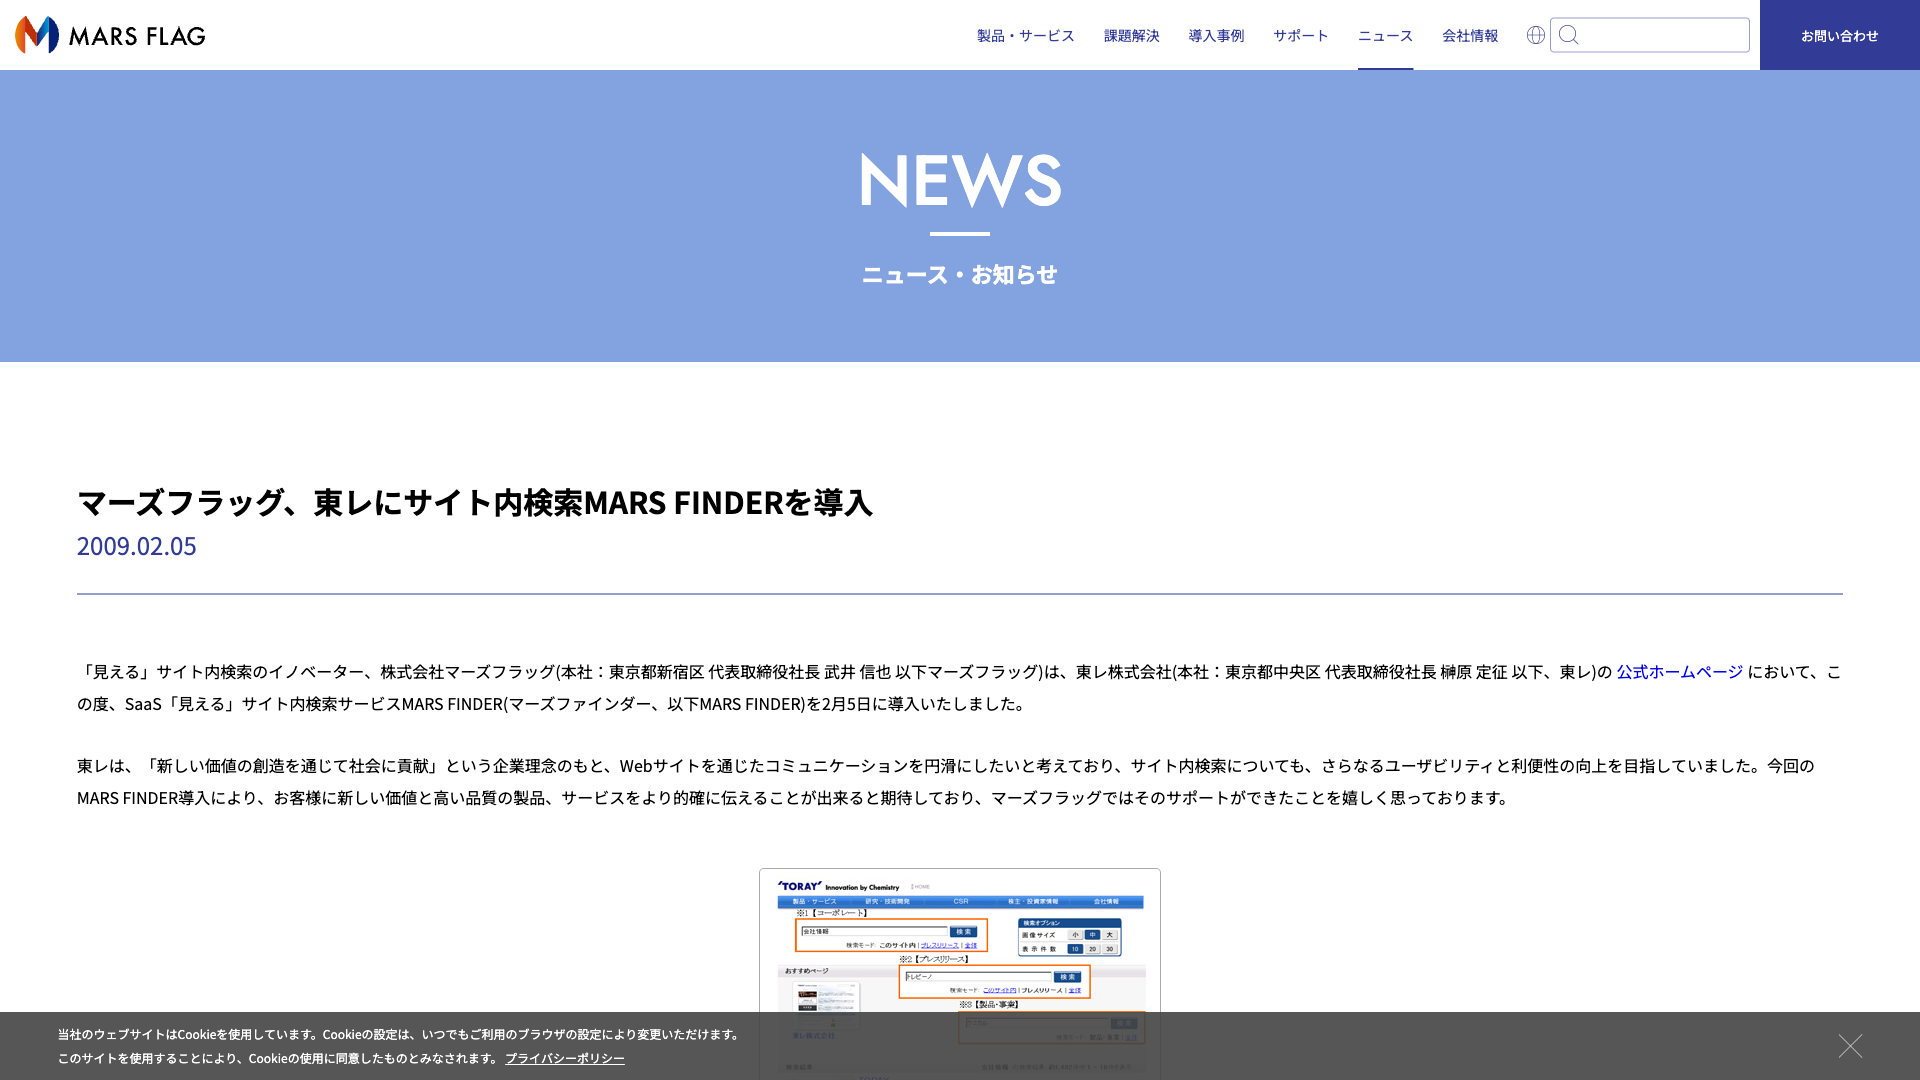 MARS FLAG
製品・サービス 課題解決 導入事例 サポート ニュース 会社情報 お問い合わせ
NEWS
ニュース・お知らせ
マーズフラッグ、東レにサイト内検索MARS FINDERを導入
2009.02.05
「見える」サイト内検索のイノベーター、株式会社マーズフラッグ(本社：東京都新宿区 代表取締役社長 武井 信也 以下マーズフラッグ)は、東レ株式会社(本社：東京都中央区 代表取締役社長 榊原 定征 以下、東レ)の 公式ホームページ において、こ
の度、SaaS「見える」サイト内検索サービスMARS FINDER(マーズファインダー、以下MARS FINDER)を2月5日に導入いたしました。
東レは、「新しい価値の創造を通じて社会に貢献」という企業理念のもと、Webサイトを通じたコミュニケーションを円滑にしたいと考えており、サイト内検索についても、さらなるユーザビリティと利便性の向上を目指していました。今回の
MARS FINDER導入により、お客様に新しい価値と高い品質の製品、サービスをより的確に伝えることが出来ると期待しており、マーズフラッグではそのサポートができたことを嬉しく思っております。
'TORAY' Innovation by Chemistry HOME
製品・サービス 研究・技術開発 CSR 株主・投資家情報 会社情報
※1【コーポレート】
会社情報 検索
検索モード: このサイト内 | プレスリリース | 全体
検索オプション
画像サイズ 小 中 大
表示件数 10 20 30
※2【プレスリリース】
おすすめページ
トレビーノ 検索
検索モード: このサイト内 | プレスリリース | 全体
※3【製品・事業】
当社のウェブサイトはCookieを使用しています。Cookieの設定は、いつでもご利用のブラウザの設定により変更いただけます。
このサイトを使用することにより、Cookieの使用に同意したものとみなされます。 プライバシーポリシー